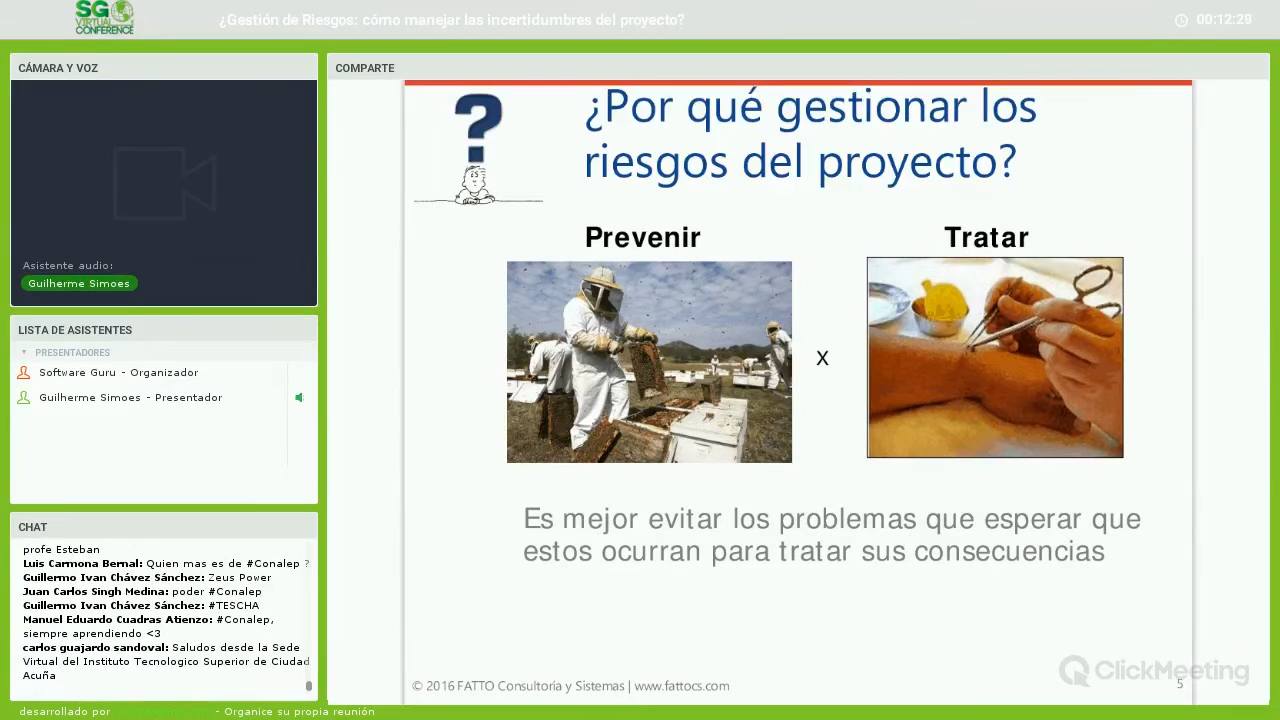 SG
VIRTUAL
CONFERENCE
¿Gestión de Riesgos: cómo manejar las incertidumbres del proyecto?
00:12:29
CÁMARA Y VOZ
Asistente audio:
Guilherme Simoes
LISTA DE ASISTENTES
PRESENTADORES
Software Guru - Organizador
Guilherme Simoes - Presentador
CHAT
profe Esteban
Luis Carmona Bernal: Quien mas es de #Conalep ?
Guillermo Ivan Chávez Sánchez: Zeus Power
Juan Carlos Singh Medina: poder #Conalep
Guillermo Ivan Chávez Sánchez: #TESCHA
Manuel Eduardo Cuadras Atienzo: #Conalep,
siempre aprendiendo <3
carlos guajardo sandoval: Saludos desde la Sede
Virtual del Instituto Tecnologico Superior de Ciudad
Acuña
COMPARTE
¿Por qué gestionar los
riesgos del proyecto?
Prevenir
Tratar
X
Es mejor evitar los problemas que esperar que
estos ocurran para tratar sus consecuencias
© 2016 FATTO Consultoría y Sistemas | www.fattocs.com
5
ClickMeeting
desarrollado por - Organice su propia reunión